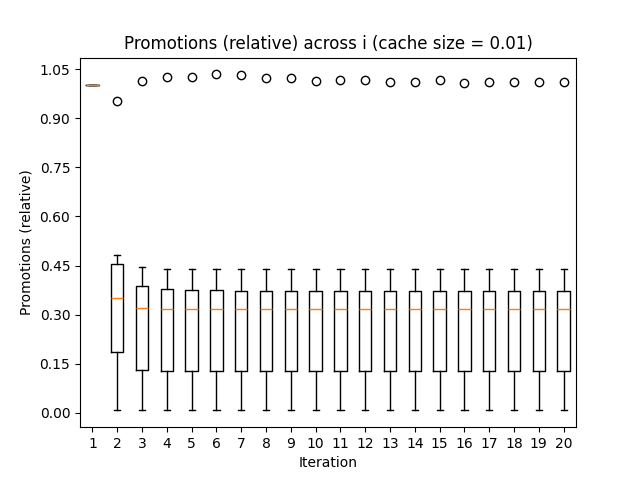 Promotions (relative) across i (cache size = 0.01)
Promotions (relative)
1.05
0.90
0.75
0.60
0.45
0.30
0.15
0.00
1 2 3 4 5 6 7 8 9 10 11 12 13 14 15 16 17 18 19 20
Iteration